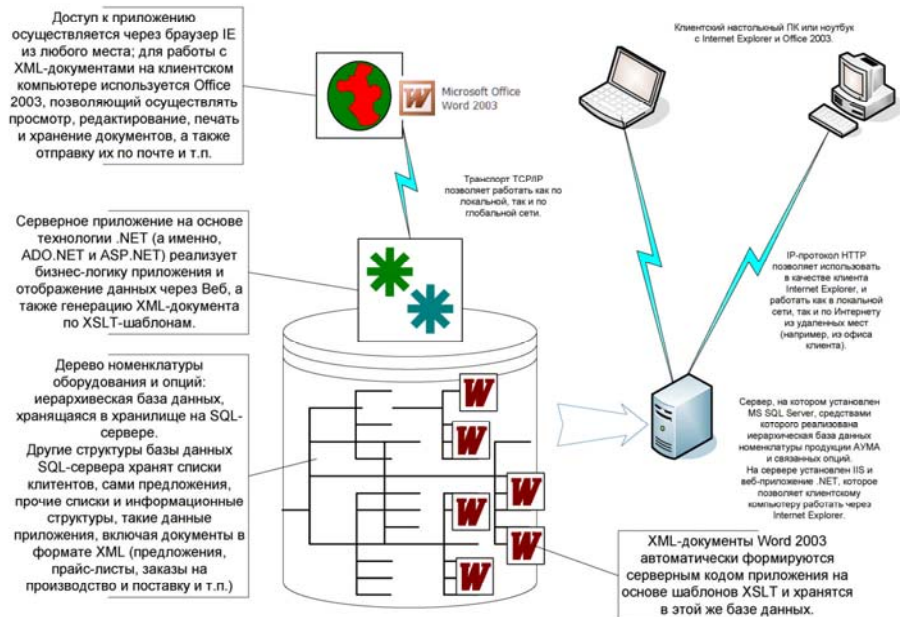 Доступ к приложению
осуществляется через браузер IE
из любого места; для работы с
XML-документами на клиентском
компьютере используется Office
2003, позволяющий осуществлять
просмотр, редактирование, печать
и хранение документов, а также
отправку их по почте и т.п.
Microsoft Office
Word 2003
Клиентский настольный ПК или ноутбук
с Internet Explorer и Office 2003.
Транспорт TCP/IP
позволяет работать как по
локальной, так и по
глобальной сети.
Серверное приложение на основе
технологии .NET (а именно,
ADO.NET и ASP.NET) реализует
бизнес-логику приложения и
отображение данных через Веб, а
также генерацию XML-документа
по XSLT-шаблонам.
IP-протокол HTTP
позволяет использовать
в качестве клиента
Internet Explorer, и
работать как в локальной
сети, так и по Интернету
из удаленных мест
(например, из офиса
клиента).
Дерево номенклатуры
оборудования и опций:
иерархивеская база данных,
хранящаяся в хранилище на SQL-
сервере.
Другие структуры базы данных
SQL-сервера хранят списки
клитентов, сами предложения,
прочие списки и информационные
структуры, такие данные
приложения, включая документы в
формате XML (предложения,
прайс-листы, заказы на
производство и поставку и т.п.)
W
W
W
W
W
W
Сервер, на котором установлен
MS SQL Server, средствами
которого реализована
иерархическая база данных
номенклатуры продукции АУМА
и связанных опций.
На сервере установлен IIS и
веб-приложение .NET, которое
позволяет клиентскому
компьютеру работать через
Internet Explorer.
XML-документы Word 2003
автоматически формируются
серверным кодом приложения на
основе шаблонов XSLT и хранятся
в этой же базе данных.